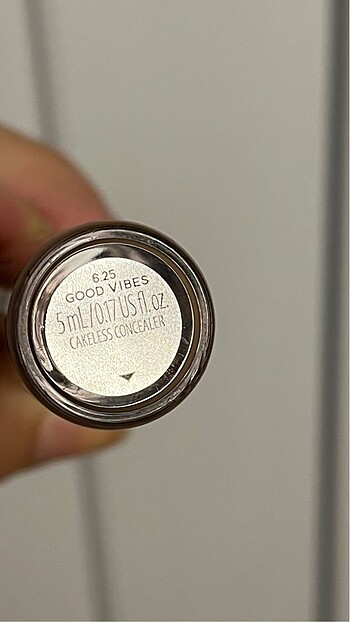 6.25
GOOD VIBES
5 mL/0.17 US fl. oz.
CAKELESS CONCEALER